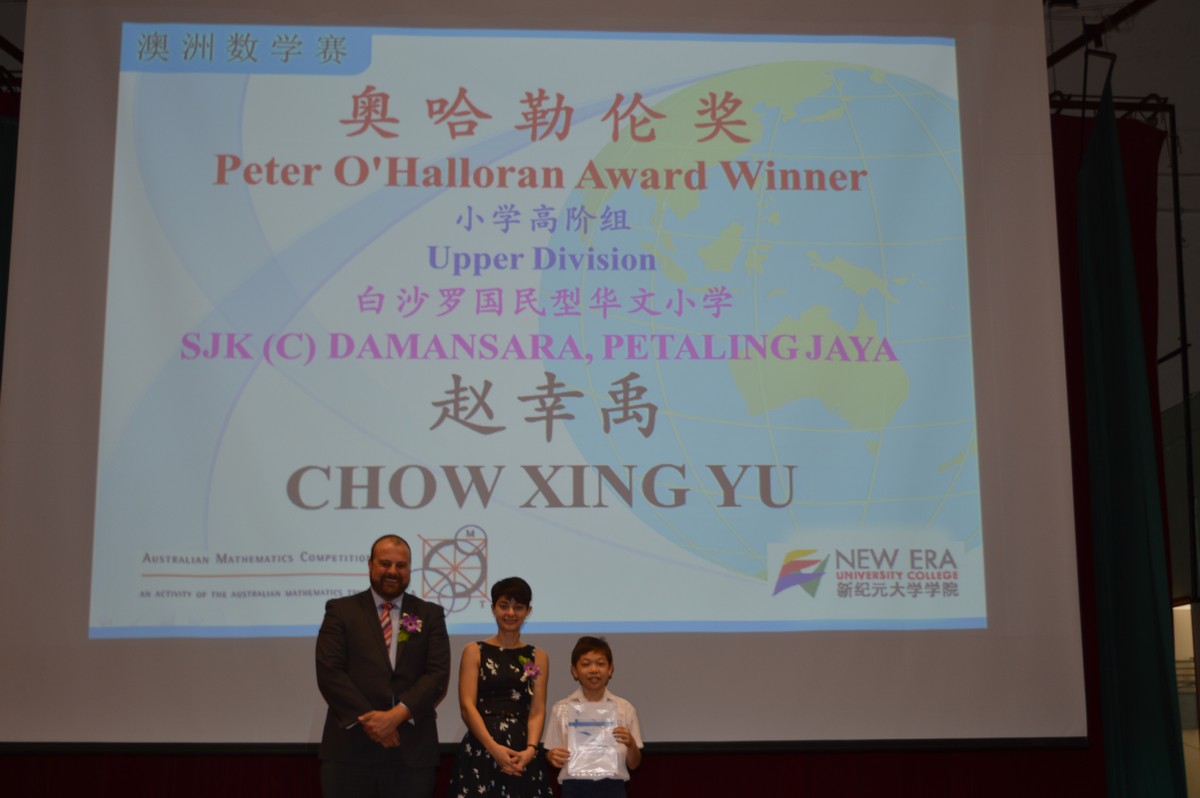 澳洲数学赛
奥哈勒伦奖
Peter O'Halloran Award Winner
小学高阶组
Upper Division
白沙罗国民型华文小学
SJK (C) DAMANSARA, PETALING JAYA
赵幸禹
CHOW XING YU
AUSTRALIAN MATHEMATICS COMPETITION
AN ACTIVITY OF THE AUSTRALIAN MATHEMATICS
M
A
T
NEW ERA
UNIVERSITY COLLEGE
新纪元大学学院